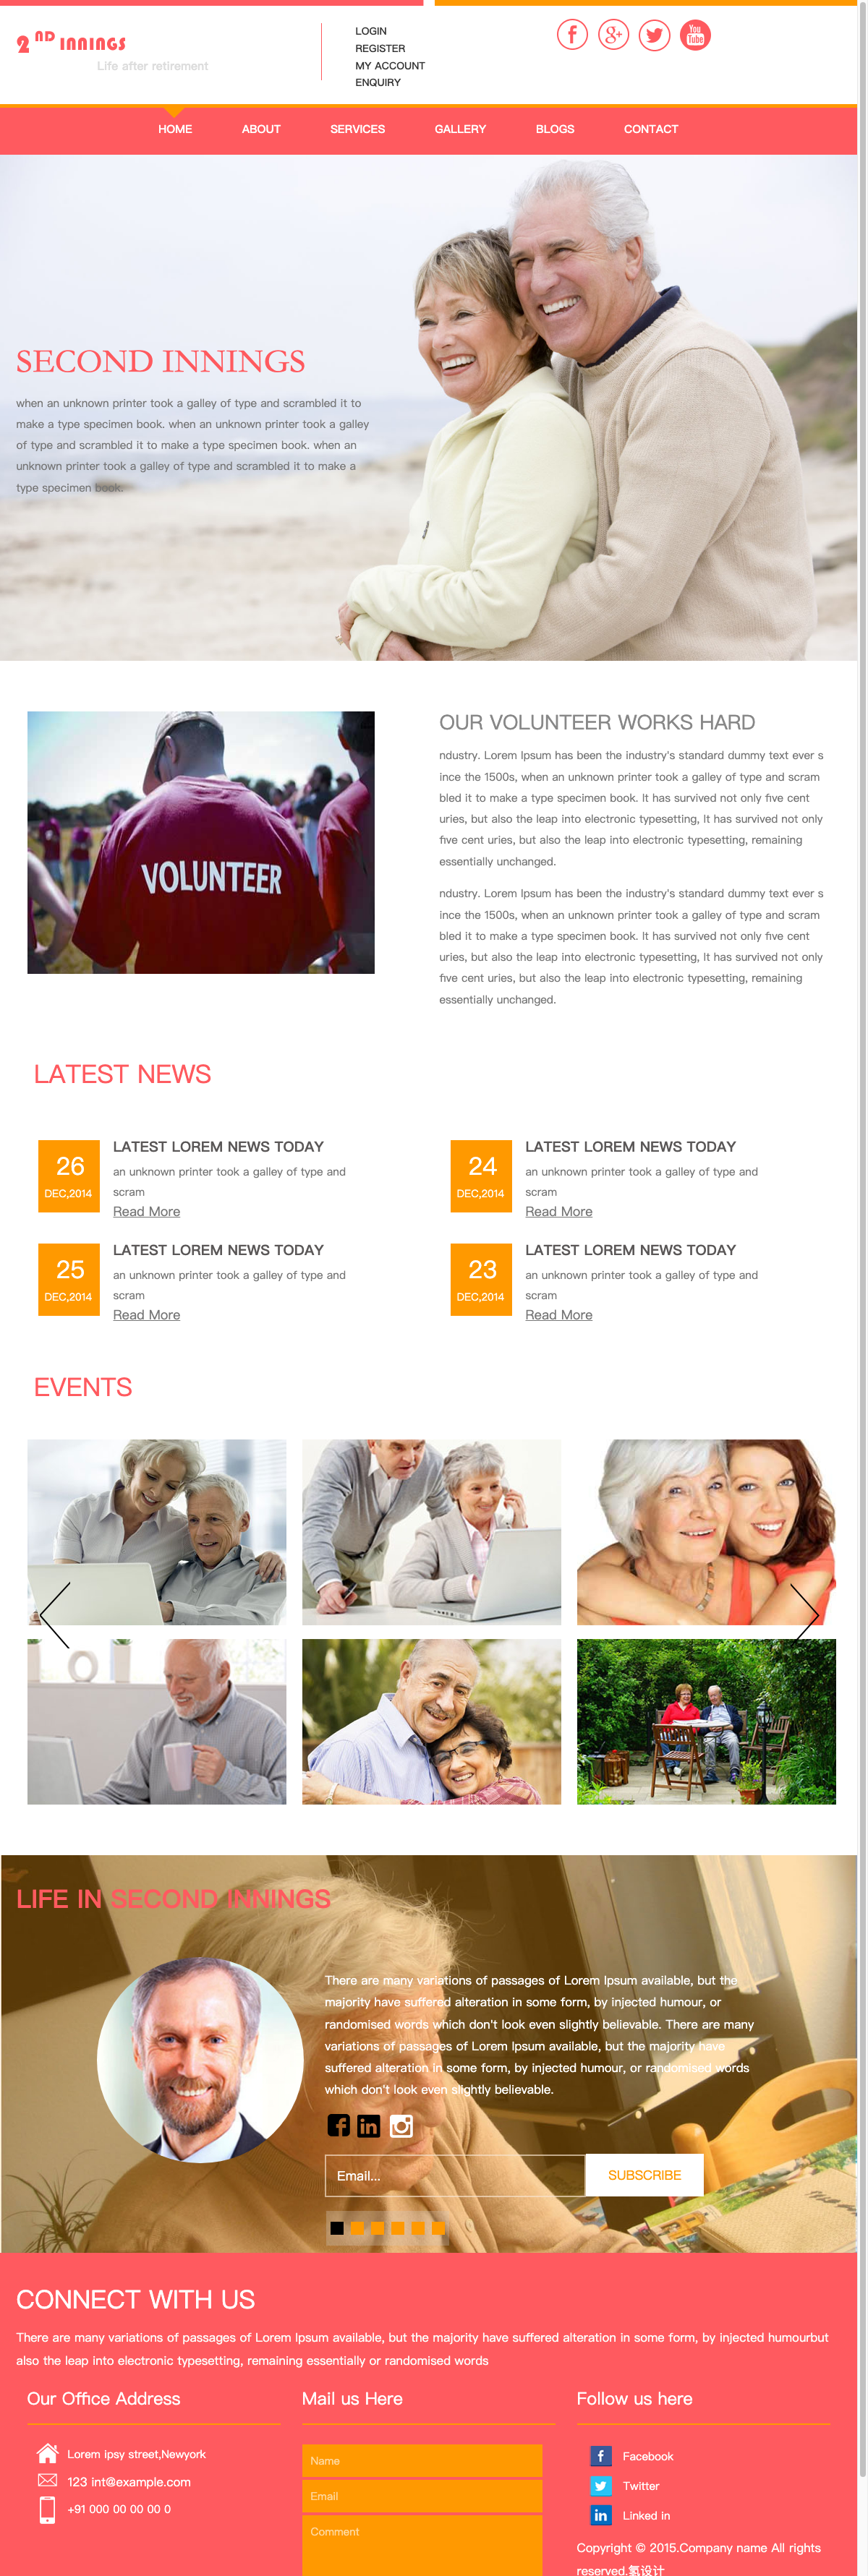 2ND INNINGS
Life after retirement
LOGIN
REGISTER
MY ACCOUNT
ENQUIRY
You
Tube
HOME ABOUT SERVICES GALLERY BLOGS CONTACT
SECOND INNINGS
when an unknown printer took a galley of type and scrambled it to
make a type specimen book. when an unknown printer took a galley
of type and scrambled it to make a type specimen book. when an
unknown printer took a galley of type and scrambled it to make a
type specimen book.
VOLUNTEER
OUR VOLUNTEER WORKS HARD
ndustry. Lorem Ipsum has been the industry's standard dummy text ever s
ince the 1500s, when an unknown printer took a galley of type and scram
bled it to make a type specimen book. It has survived not only five cent
uries, but also the leap into electronic typesetting, It has survived not only
five cent uries, but also the leap into electronic typesetting, remaining
essentially unchanged.
ndustry. Lorem Ipsum has been the industry's standard dummy text ever s
ince the 1500s, when an unknown printer took a galley of type and scram
bled it to make a type specimen book. It has survived not only five cent
uries, but also the leap into electronic typesetting, It has survived not only
five cent uries, but also the leap into electronic typesetting, remaining
essentially unchanged.
LATEST NEWS
26
DEC,2014
LATEST LOREM NEWS TODAY
an unknown printer took a galley of type and
scram
Read More
24
DEC,2014
LATEST LOREM NEWS TODAY
an unknown printer took a galley of type and
scram
Read More
25
DEC,2014
LATEST LOREM NEWS TODAY
an unknown printer took a galley of type and
scram
Read More
23
DEC,2014
LATEST LOREM NEWS TODAY
an unknown printer took a galley of type and
scram
Read More
EVENTS
LIFE IN SECOND INNINGS
There are many variations of passages of Lorem Ipsum available, but the
majority have suffered alteration in some form, by injected humour, or
randomised words which don't look even slightly believable. There are many
variations of passages of Lorem Ipsum available, but the majority have
suffered alteration in some form, by injected humour, or randomised words
which don't look even slightly believable.
Email...
SUBSCRIBE
CONNECT WITH US
There are many variations of passages of Lorem Ipsum available, but the majority have suffered alteration in some form, by injected humourbut
also the leap into electronic typesetting, remaining essentially or randomised words
Our Office Address
Lorem ipsy street,Newyork
123 int@example.com
+91 000 00 00 00 0
Mail us Here
Name
Email
Comment
Follow us here
Facebook
Twitter
Linked in
Copyright © 2015.Company name All rights
reserved.氢设计